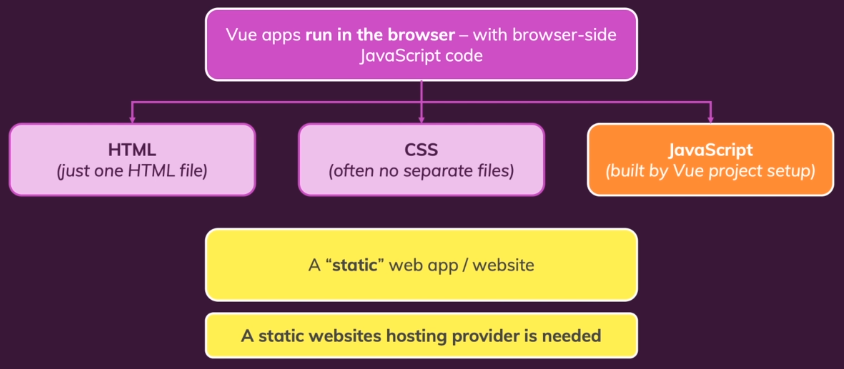 Vue apps run in the browser – with browser-side
JavaScript code
HTML
(just one HTML file)
CSS
(often no separate files)
JavaScript
(built by Vue project setup)
A “static” web app / website
A static websites hosting provider is needed